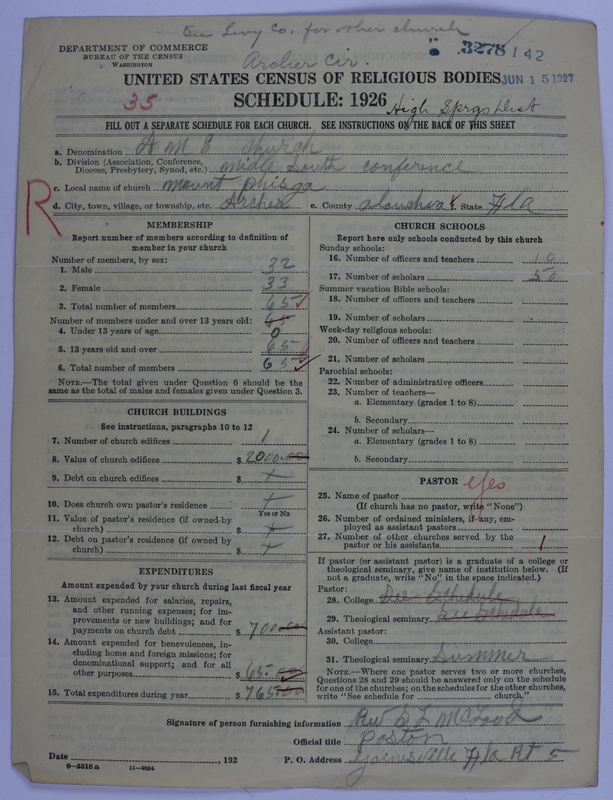 See Levy Co. for other church
DEPARTMENT OF COMMERCE
BUREAU OF THE CENSUS
WASHINGTON
Archer Cir.
3278 142
JUN 15 1927
UNITED STATES CENSUS OF RELIGIOUS BODIES
35
SCHEDULE: 1926
High Sprgs Dist
FILL OUT A SEPARATE SCHEDULE FOR EACH CHURCH. SEE INSTRUCTIONS ON THE BACK OF THIS SHEET
a. Denomination A M E Church
b. Division (Association, Conference, Diocese, Presbytery, Synod, etc.) middle South conference
c. Local name of church mount phisga
R
d. City, town, village, or township, etc. Archer e. County alaushua f. State Fla
MEMBERSHIP
Report number of members according to definition of
member in your church
Number of members, by sex:
1. Male 32
2. Female 33
3. Total number of members 65
Number of members under and over 13 years old:
4. Under 13 years of age 0
5. 13 years old and over 65
6. Total number of members 65
NOTE.—The total given under Question 6 should be
same as the total of males and females given under Question 3.
CHURCH BUILDINGS
See instructions, paragraphs 10 to 12
7. Number of church edifices 1
8. Value of church edifices $ 2000.00
9. Debt on church edifices $ +
10. Does church own pastor's residence +
Yes or No
11. Value of pastor's residence (if owned by
church) $ +
12. Debt on pastor's residence (if owned by
church) $ +
EXPENDITURES
Amount expended by your church during last fiscal year
13. Amount expended for salaries, repairs,
and other running expenses; for im-
provements or new buildings; and for
payments on church debt $ 700.00
14. Amount expended for benevolences, in-
cluding home and foreign missions; for
denominational support; and for all
other purposes $ 65.00
15. Total expenditures during year $ 765.00
CHURCH SCHOOLS
Report here only schools conducted by this church
Sunday schools:
16. Number of officers and teachers 10
17. Number of scholars 50
Summer vacation Bible schools:
18. Number of officers and teachers
19. Number of scholars
Week-day religious schools:
20. Number of officers and teachers
21. Number of scholars
Parochial schools:
22. Number of administrative officers
23. Number of teachers—
a. Elementary (grades 1 to 8)
b. Secondary
24. Number of scholars—
a. Elementary (grades 1 to 8)
b. Secondary
PASTOR yes
25. Name of pastor
(If church has no pastor, write "None")
26. Number of ordained ministers, if any, em-
ployed as assistant pastors
27. Number of other churches served by the
pastor or his assistants 1
If pastor (or assistant pastor) is a graduate of a college or
theological seminary, give name of institution below. (If
not a graduate, write "No" in the space indicated.)
Pastor:
28. College See Schedule
29. Theological seminary See Schedule
Assistant pastor:
30. College
31. Theological seminary
NOTE.—Where one pastor serves two or more churches,
Questions 28 and 29 should be answered only on the schedule
for one of the churches; on the schedules for the other churches,
write "See schedule for church."
Signature of person furnishing information Rev S L McLood
Official title Paston
Date , 192 P. O. Address Gainesville Fla Rt 5
8-5518 a 11-9054